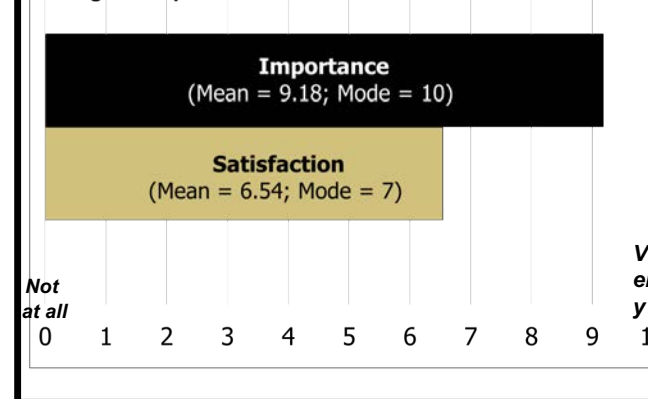 Importance
(Mean = 9.18; Mode = 10)
Satisfaction
(Mean = 6.54; Mode = 7)
Not
at all
0 1 2 3 4 5 6 7 8 9